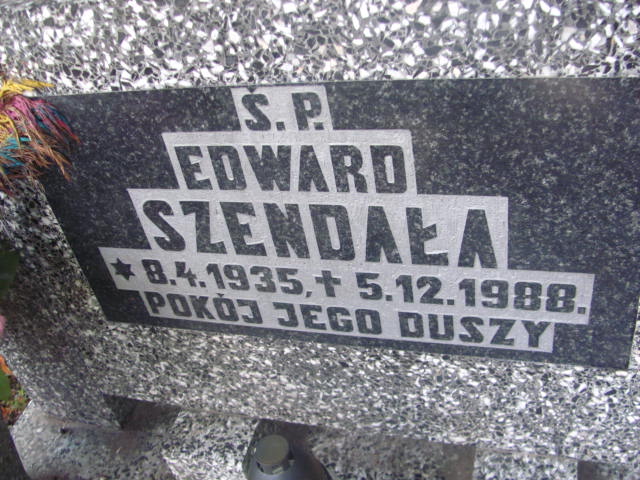 Ś.P.
EDWARD
SZENDAŁA
* 8.4.1935, † 5.12.1988.
POKÓJ JEGO DUSZY